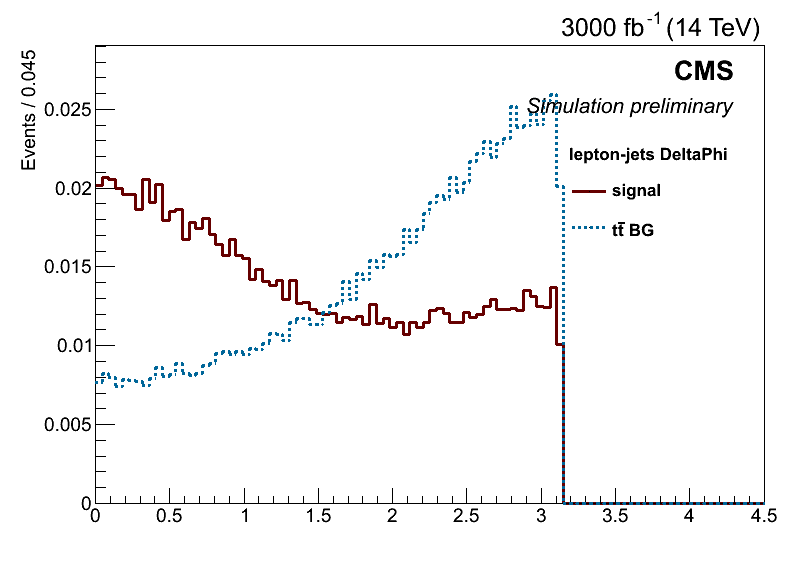 3000 fb⁻¹ (14 TeV)
CMS
Simulation preliminary
lepton-jets DeltaPhi
signal
tt̄ BG
Events / 0.045
0.025
0.02
0.015
0.01
0.005
0
0 0.5 1 1.5 2 2.5 3 3.5 4 4.5